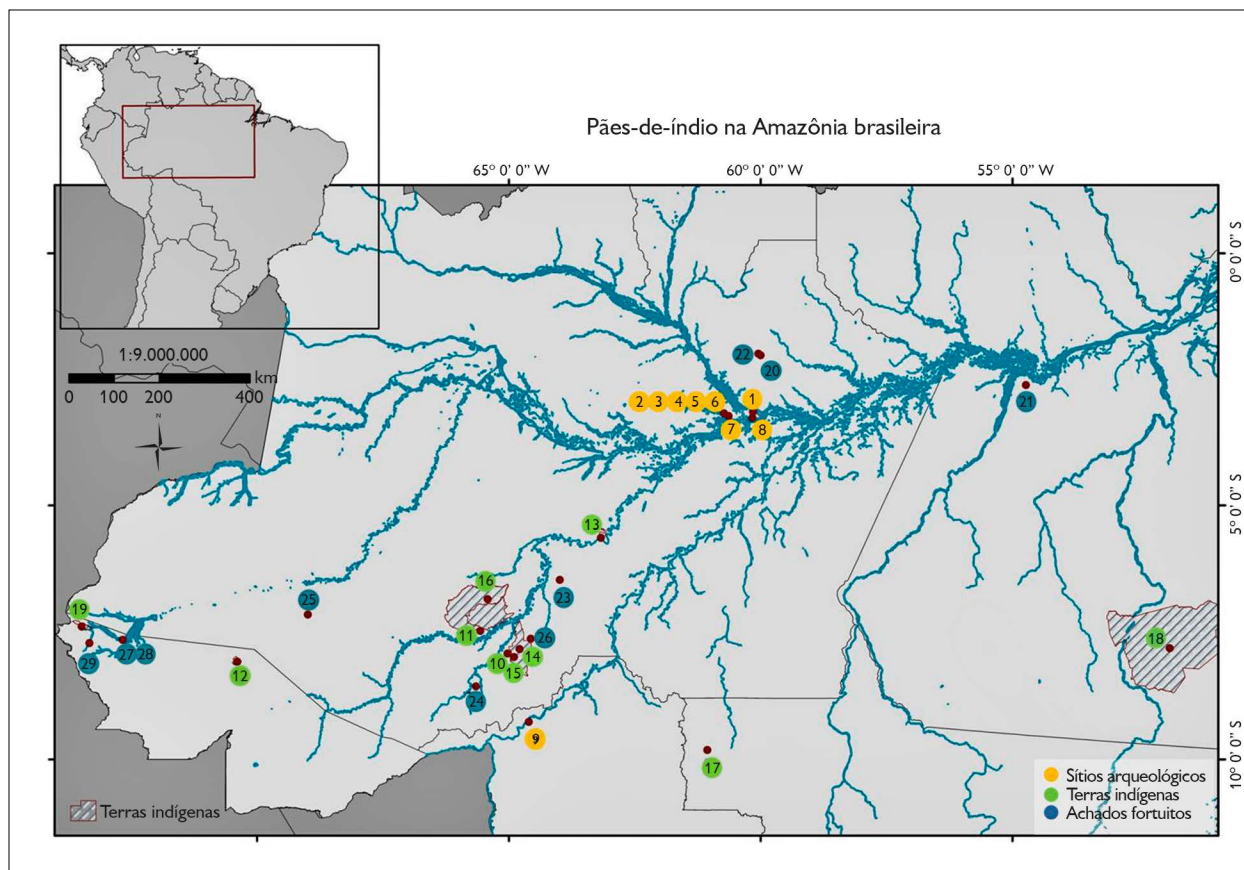 Pães-de-índio na Amazônia brasileira
65° 0' 0" W 60° 0' 0" W 55° 0' 0" W
0° 0' 0" S
1:9.000.000
km
0 100 200 400
N
22
20
21
2 3 4 5 6 1
7 8
5° 0' 0" S
13
16
23
25
19
11
26
18
29 27 28
12
10
14
15
24
9
17
10° 0' 0" S
Terras indígenas
Sítios arqueológicos
Terras indígenas
Achados fortuitos